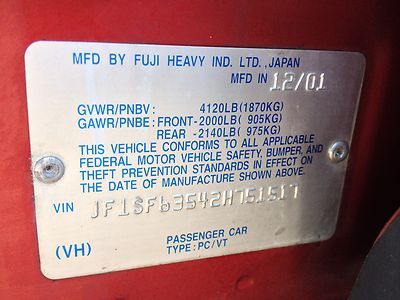 MFD BY FUJI HEAVY IND. LTD., JAPAN
MFD IN 12/01
GVWR/PNBV: 4120LB(1870KG)
GAWR/PNBE: FRONT-2000LB( 905KG)
REAR -2140LB( 975KG)
THIS VEHICLE CONFORMS TO ALL APPLICABLE
FEDERAL MOTOR VEHICLE SAFETY, BUMPER, AND
THEFT PREVENTION STANDARDS IN EFFECT ON
THE DATE OF MANUFACTURE SHOWN ABOVE.
VIN JF1SF63542H751517
PASSENGER CAR
(VH) TYPE: PC/VT